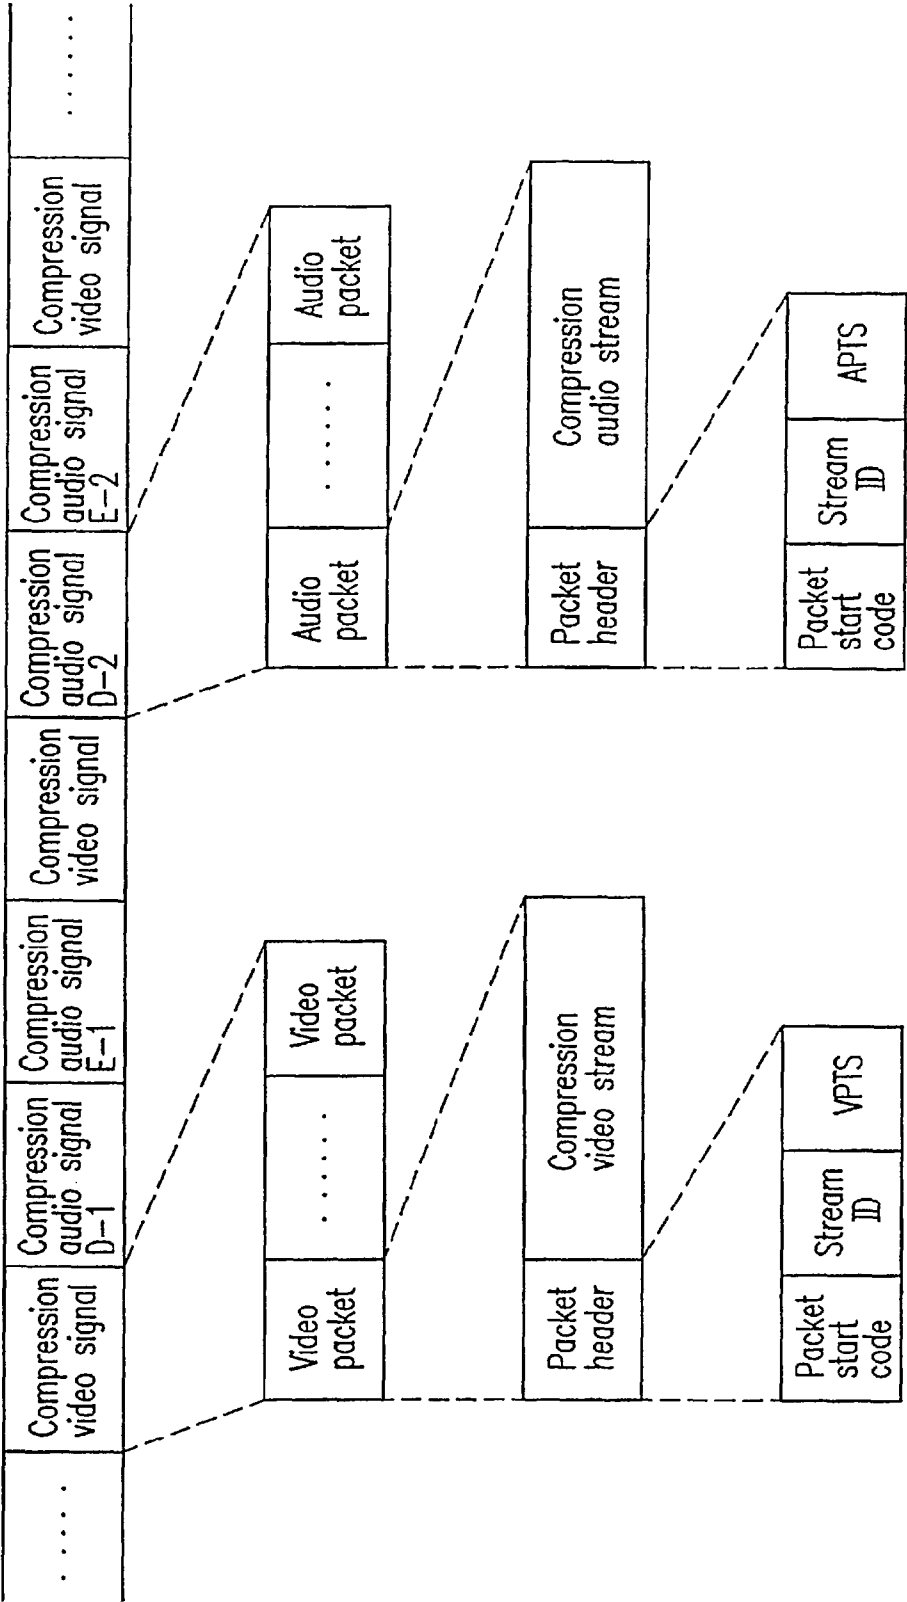 . . . . .
Compression
video signal
Compression
audio signal
D-1
Compression
audio signal
E-1
Compression
video signal
Compression
audio signal
D-2
Compression
audio signal
E-2
Compression
video signal
. . . . . .
Video
packet
. . . . . .
Video
packet
Audio
packet
. . . . . .
Audio
packet
Packet
header
Compression
video stream
Packet
header
Compression
audio stream
Packet
start
code
Stream
ID
VPTS
Packet
start
code
Stream
ID
APTS